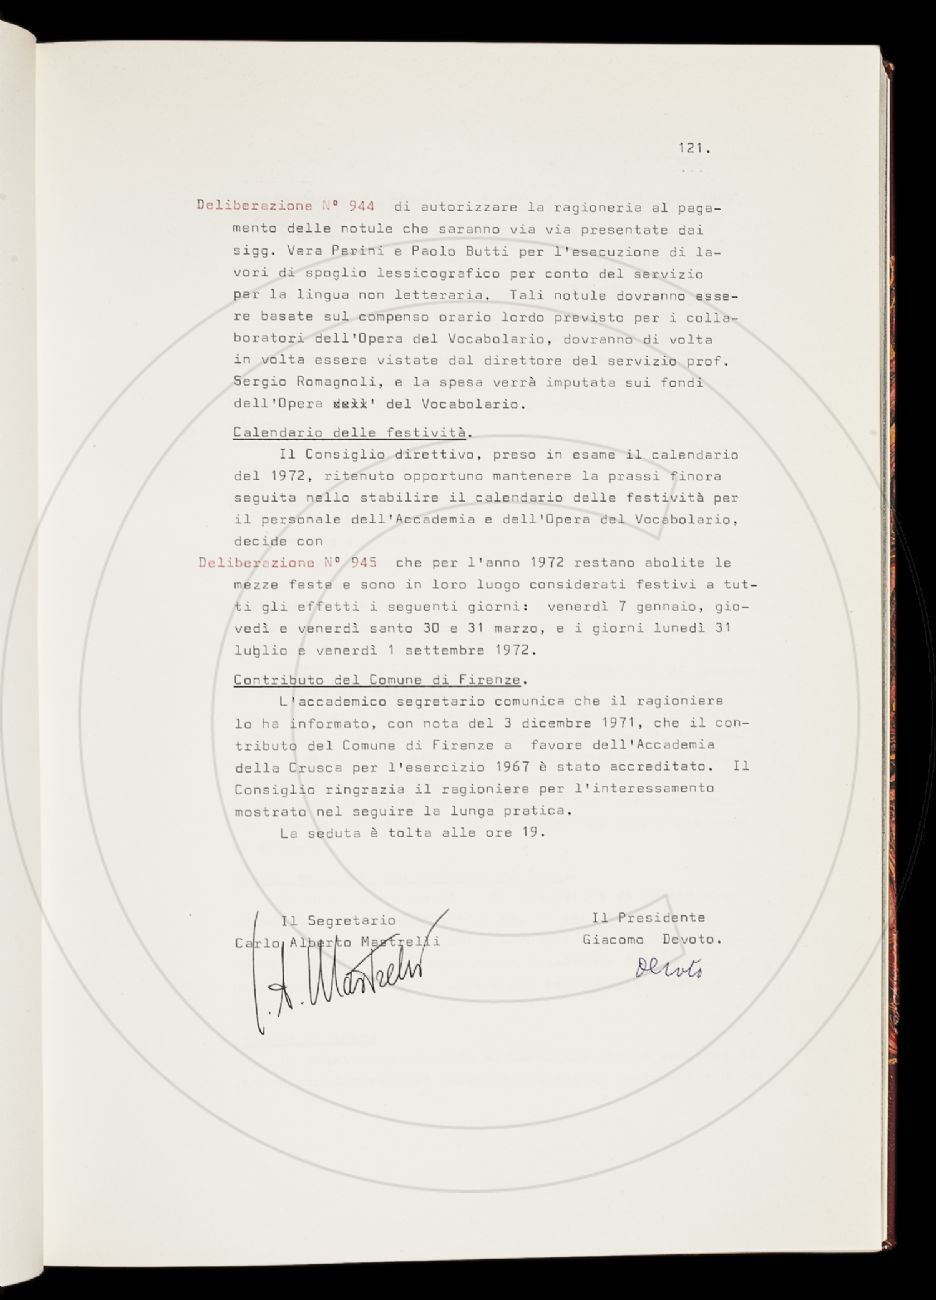 121.
Deliberazione N° 944 di autorizzare la ragioneria al paga-
mento delle notule che saranno via via presentate dai
sigg. Vera Perini e Paolo Butti per l'esecuzione di la-
vori di spoglio lessicografico per conto del servizio
per la lingua non letteraria. Tali notule dovranno esse-
re basate sul compenso orario lordo previsto per i colla-
boratori dell'Opera del Vocabolario, dovranno di volta
in volta essere vistate dal direttore del servizio prof.
Sergio Romagnoli, e la spesa verrà imputata sui fondi
dell'Opera dell' del Vocabolario.
Calendario delle festività.
Il Consiglio direttivo, preso in esame il calendario
del 1972, ritenuto opportuno mantenere la prassi finora
seguita nello stabilire il calendario delle festività per
il personale dell'Accademia e dell'Opera del Vocabolario,
decide con
Deliberazione N° 945 che per l'anno 1972 restano abolite le
mezze feste e sono in loro luogo considerati festivi a tut-
ti gli effetti i seguenti giorni: venerdì 7 gennaio, gio-
vedì e venerdì santo 30 e 31 marzo, e i giorni lunedì 31
luglio e venerdì 1 settembre 1972.
Contributo del Comune di Firenze.
L'accademico segretario comunica che il ragioniere
lo ha informato, con nota del 3 dicembre 1971, che il con-
tributo del Comune di Firenze a favore dell'Accademia
della Crusca per l'esercizio 1967 è stato accreditato. Il
Consiglio ringrazia il ragioniere per l'interessamento
mostrato nel seguire la lunga pratica.
La seduta è tolta alle ore 19.
Il Segretario Il Presidente
Carlo Alberto Mastrelli Giacomo Devoto.
C. A. Mastrelli Devoto